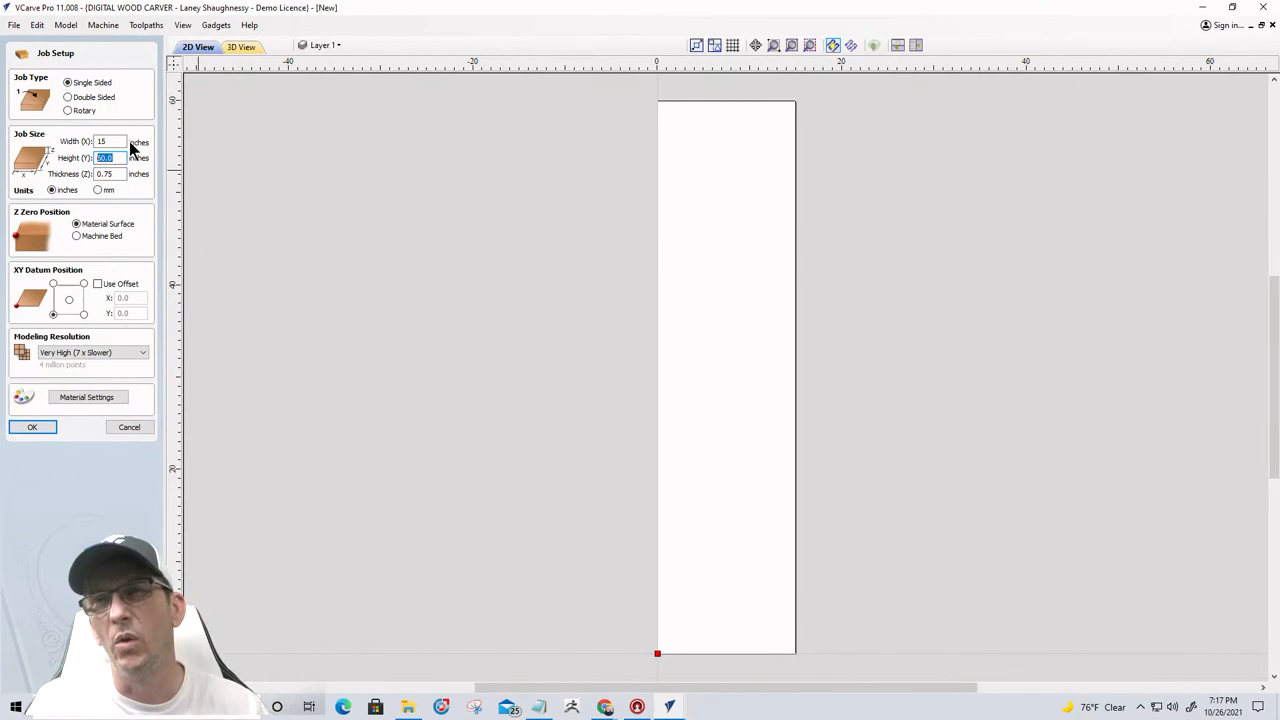 VCarve Pro 11.008 - {DIGITAL WOOD CARVER - Laney Shaughnessy - Demo Licence} - [New]
File Edit Model Machine Toolpaths View Gadgets Help
Sign in...
Job Setup
2D View 3D View Layer 1
Job Type
Single Sided
Double Sided
Rotary
-40 -20 0 20 40 60
60
40
20
Job Size
Width (X): 15 inches
Height (Y): inches
Thickness (Z): 0.75 inches
Z
Y
X
Units inches mm
Z Zero Position
Material Surface
Machine Bed
XY Datum Position
Use Offset
X: 0.0
Y: 0.0
Modeling Resolution
Very High (7 x Slower)
4 million points
Material Settings
OK Cancel
25
76°F Clear
7:17 PM
10/26/2021